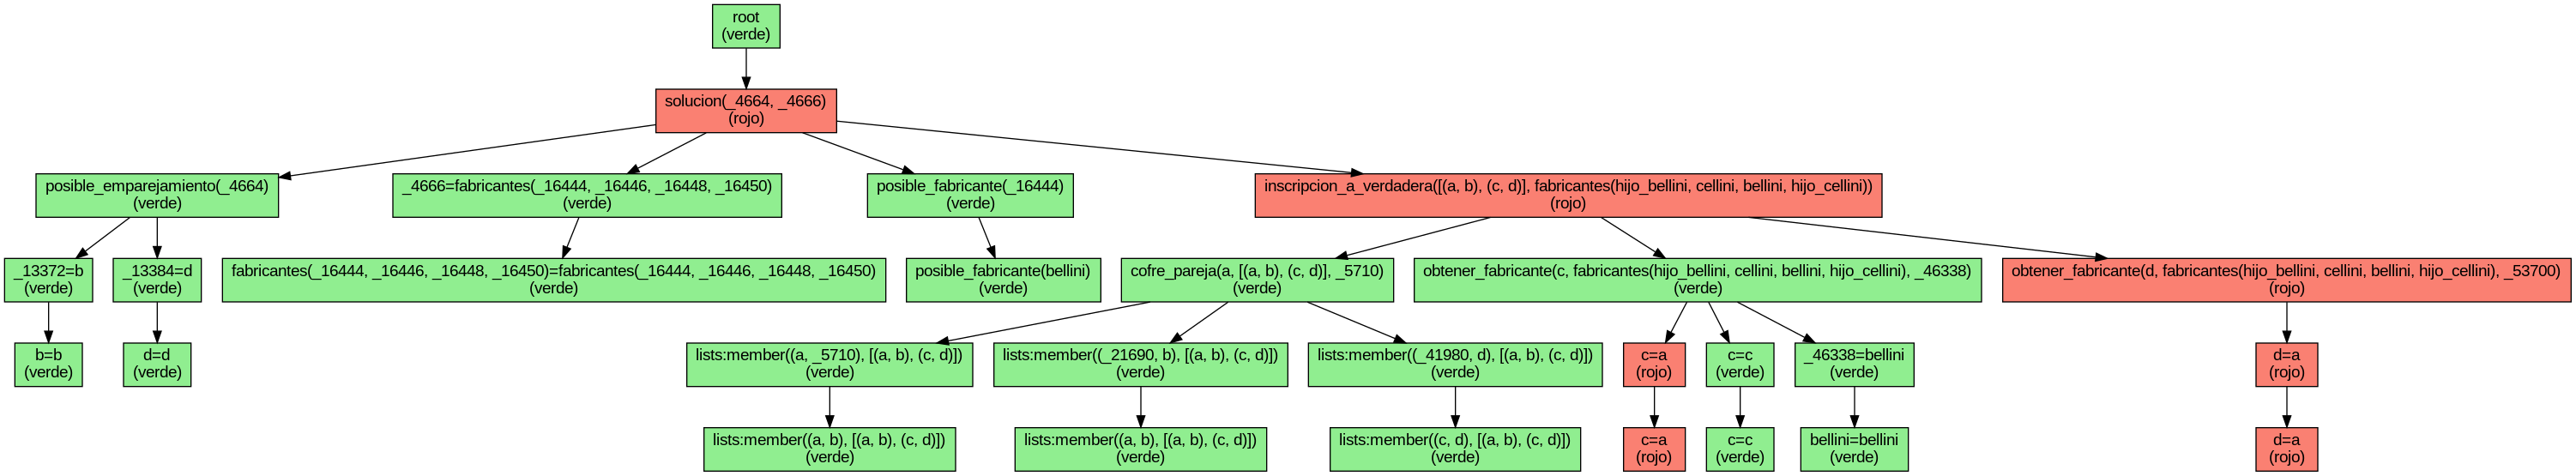 root
(verde)
solucion(_4664, _4666)
(rojo)
posible_emparejamiento(_4664)
(verde)
_4666=fabricantes(_16444, _16446, _16448, _16450)
(verde)
posible_fabricante(_16444)
(verde)
inscripcion_a_verdadera([(a, b), (c, d)], fabricantes(hijo_bellini, cellini, bellini, hijo_cellini))
(rojo)
_13372=b
(verde)
_13384=d
(verde)
fabricantes(_16444, _16446, _16448, _16450)=fabricantes(_16444, _16446, _16448, _16450)
(verde)
posible_fabricante(bellini)
(verde)
cofre_pareja(a, [(a, b), (c, d)], _5710)
(verde)
obtener_fabricante(c, fabricantes(hijo_bellini, cellini, bellini, hijo_cellini), _46338)
(verde)
obtener_fabricante(d, fabricantes(hijo_bellini, cellini, bellini, hijo_cellini), _53700)
(rojo)
b=b
(verde)
d=d
(verde)
lists:member((a, _5710), [(a, b), (c, d)])
(verde)
lists:member((_21690, b), [(a, b), (c, d)])
(verde)
lists:member((_41980, d), [(a, b), (c, d)])
(verde)
c=a
(rojo)
c=c
(verde)
_46338=bellini
(verde)
d=a
(rojo)
lists:member((a, b), [(a, b), (c, d)])
(verde)
lists:member((a, b), [(a, b), (c, d)])
(verde)
lists:member((c, d), [(a, b), (c, d)])
(verde)
c=a
(rojo)
c=c
(verde)
bellini=bellini
(verde)
d=a
(rojo)